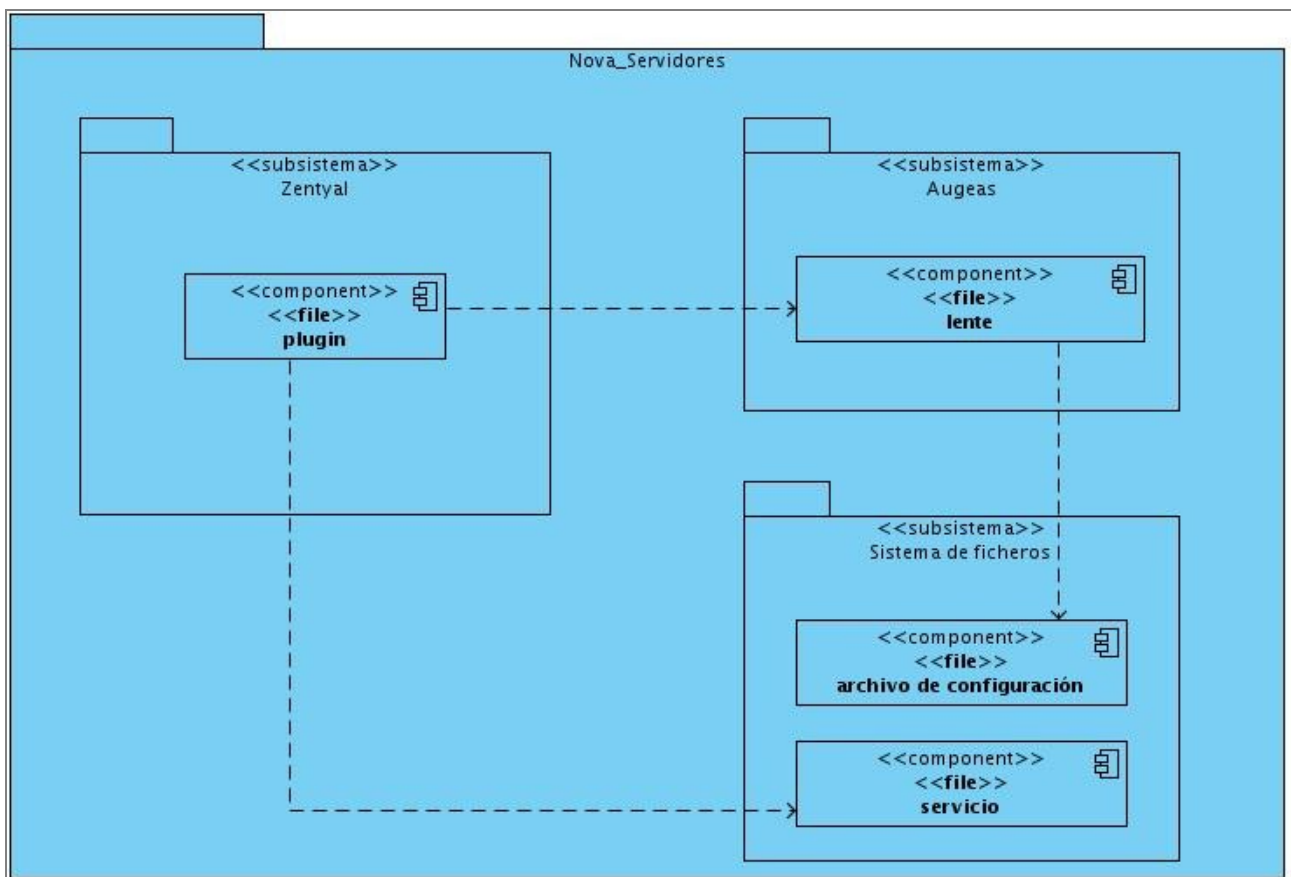 Nova_Servidores
<<subsistema>>
Zentyal
<<component>>
<<file>>
plugin
<<subsistema>>
Augeas
<<component>>
<<file>>
lente
<<subsistema>>
Sistema de ficheros
<<component>>
<<file>>
archivo de configuración
<<component>>
<<file>>
servicio